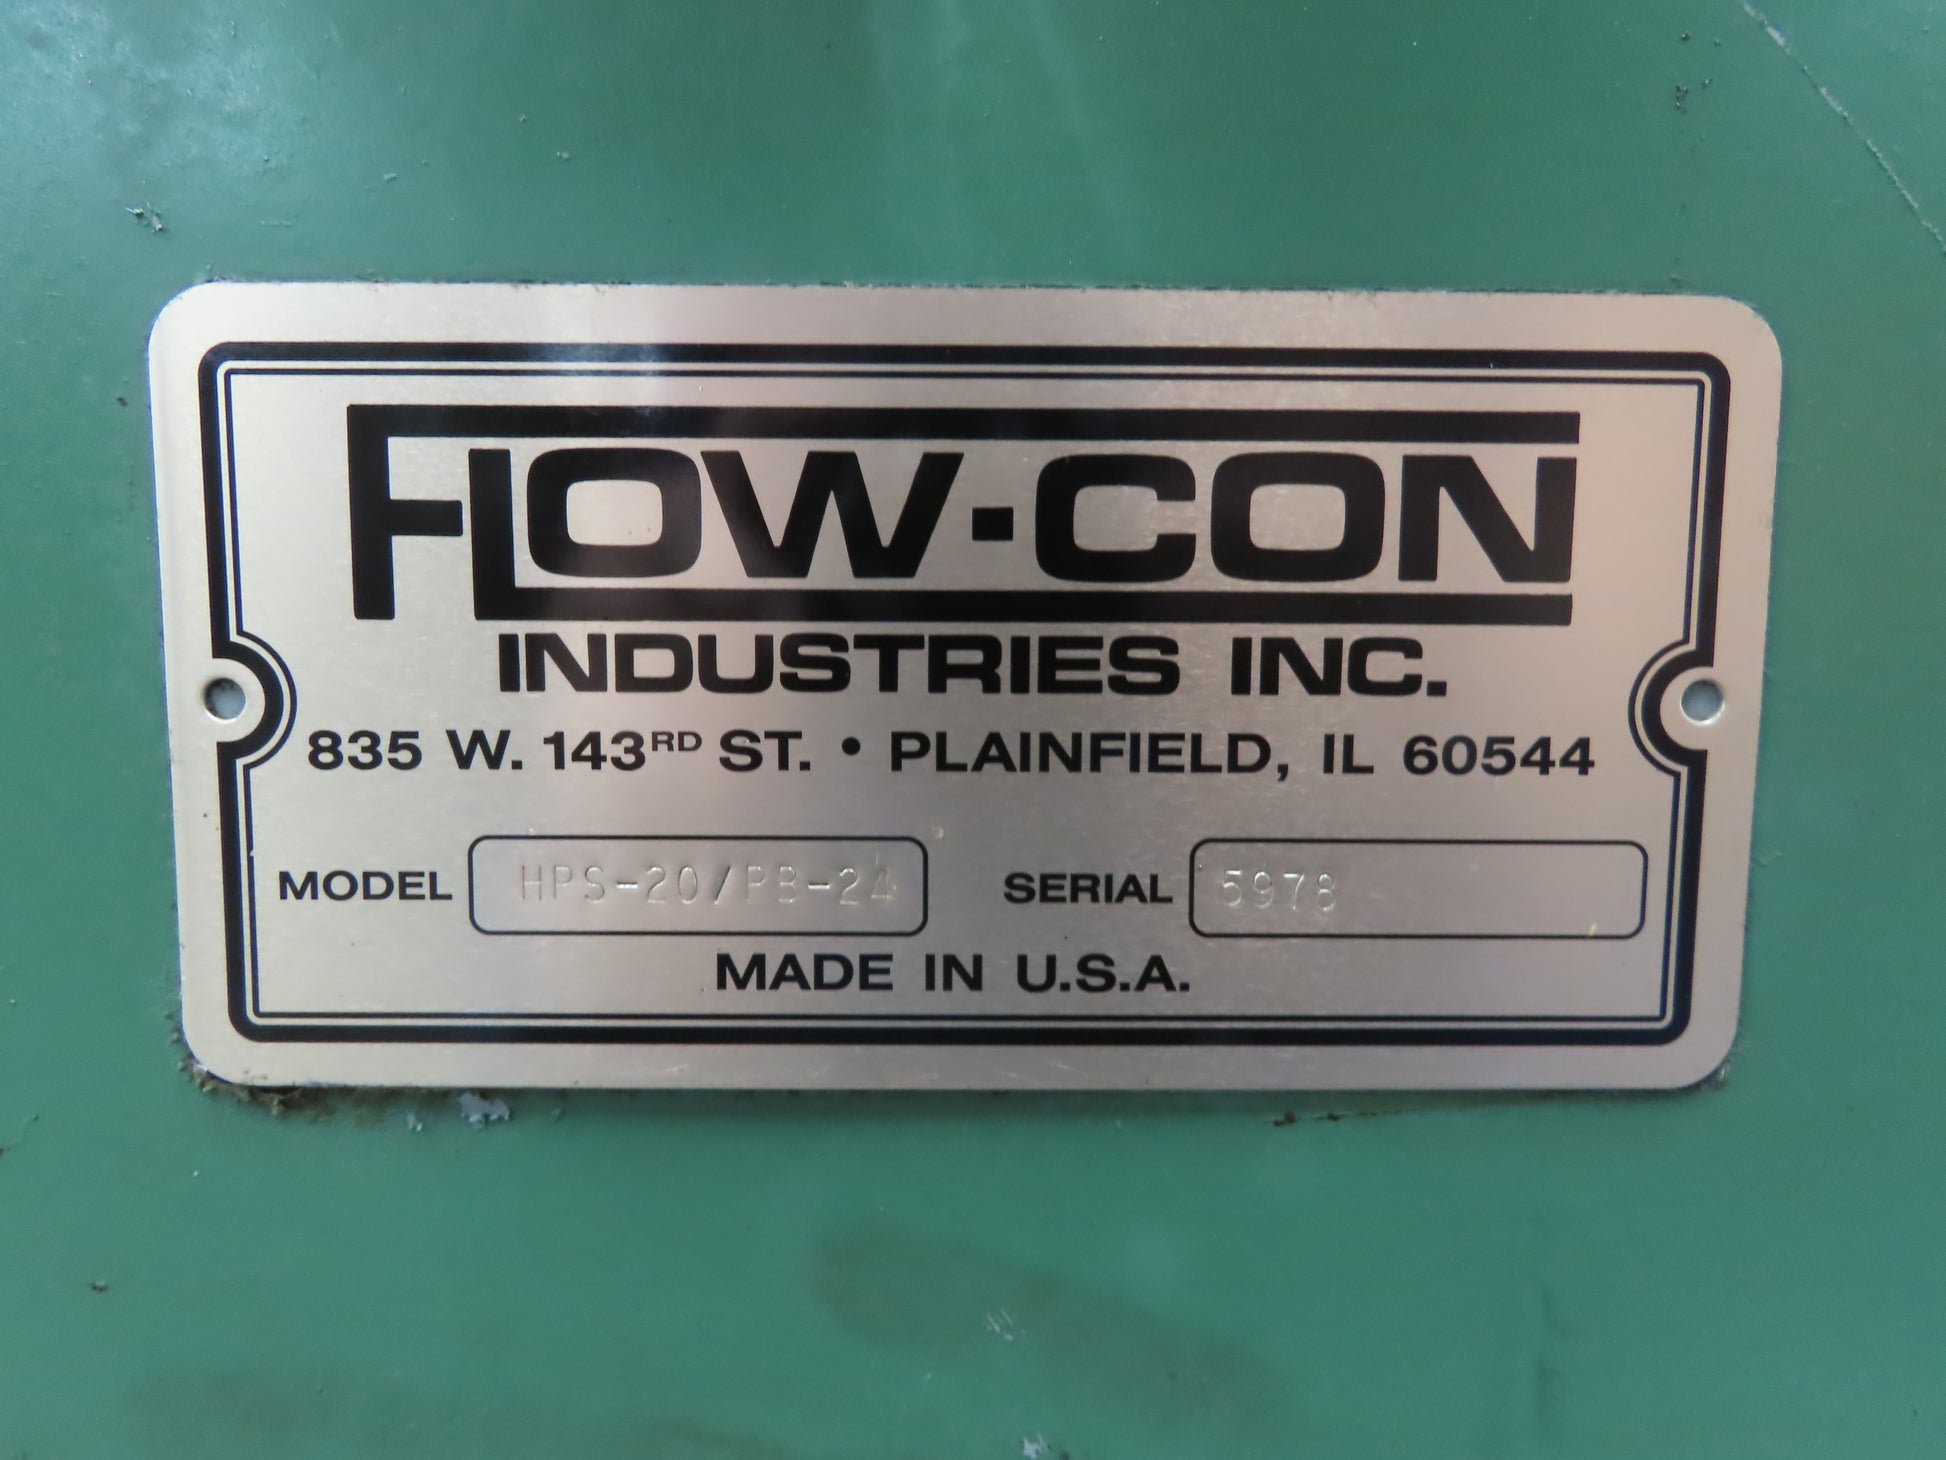 FLOW-CON
INDUSTRIES INC.
835 W. 143RD ST. • PLAINFIELD, IL 60544
MODEL HPS-20/PB-24 SERIAL 5978
MADE IN U.S.A.